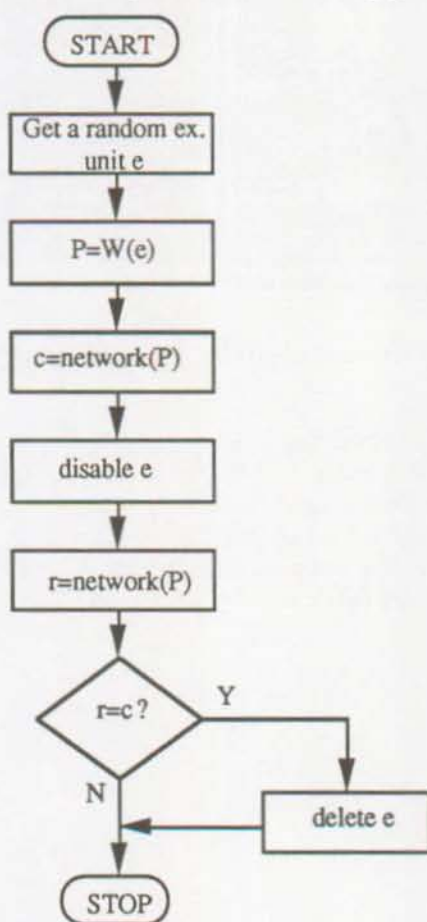 START
Get a random ex.
unit e
P=W(e)
c=network(P)
disable e
r=network(P)
r=c ?
Y
N
delete e
STOP